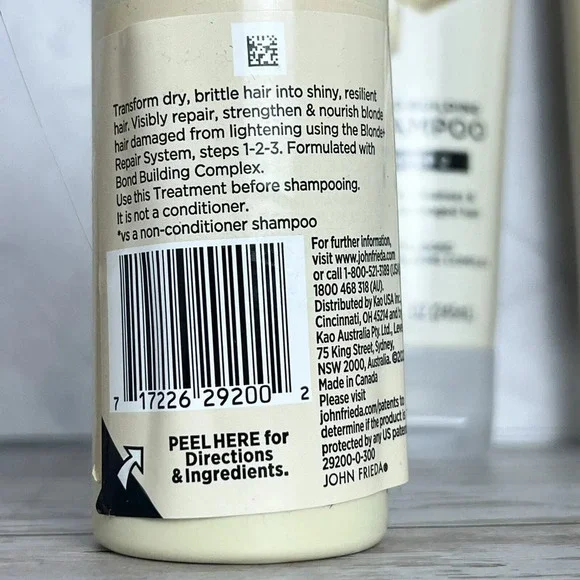 Transform dry, brittle hair into shiny, resilient
hair. Visibly repair, strengthen & nourish blonde
hair damaged from lightening using the Blonde+
Repair System, steps 1-2-3. Formulated with
Bond Building Complex.
Use this Treatment before shampooing.
It is not a conditioner.
*vs a non-conditioner shampoo
For further information,
visit www.johnfrieda.com
or call 1-800-521-3189 (USA)
1800 468 318 (AU).
Distributed by Kao USA Inc.
Cincinnati, OH 45214 and by
Kao Australia Pty. Ltd., Level
75 King Street, Sydney,
NSW 2000, Australia. ©20
Made in Canada
Please visit
johnfrieda.com/patents to
determine if the product is
protected by any US patent
29200-0-300
JOHN FRIEDA
7 17226 29200 2
PEEL HERE for
Directions
& Ingredients.
BUILDING
AMPOO